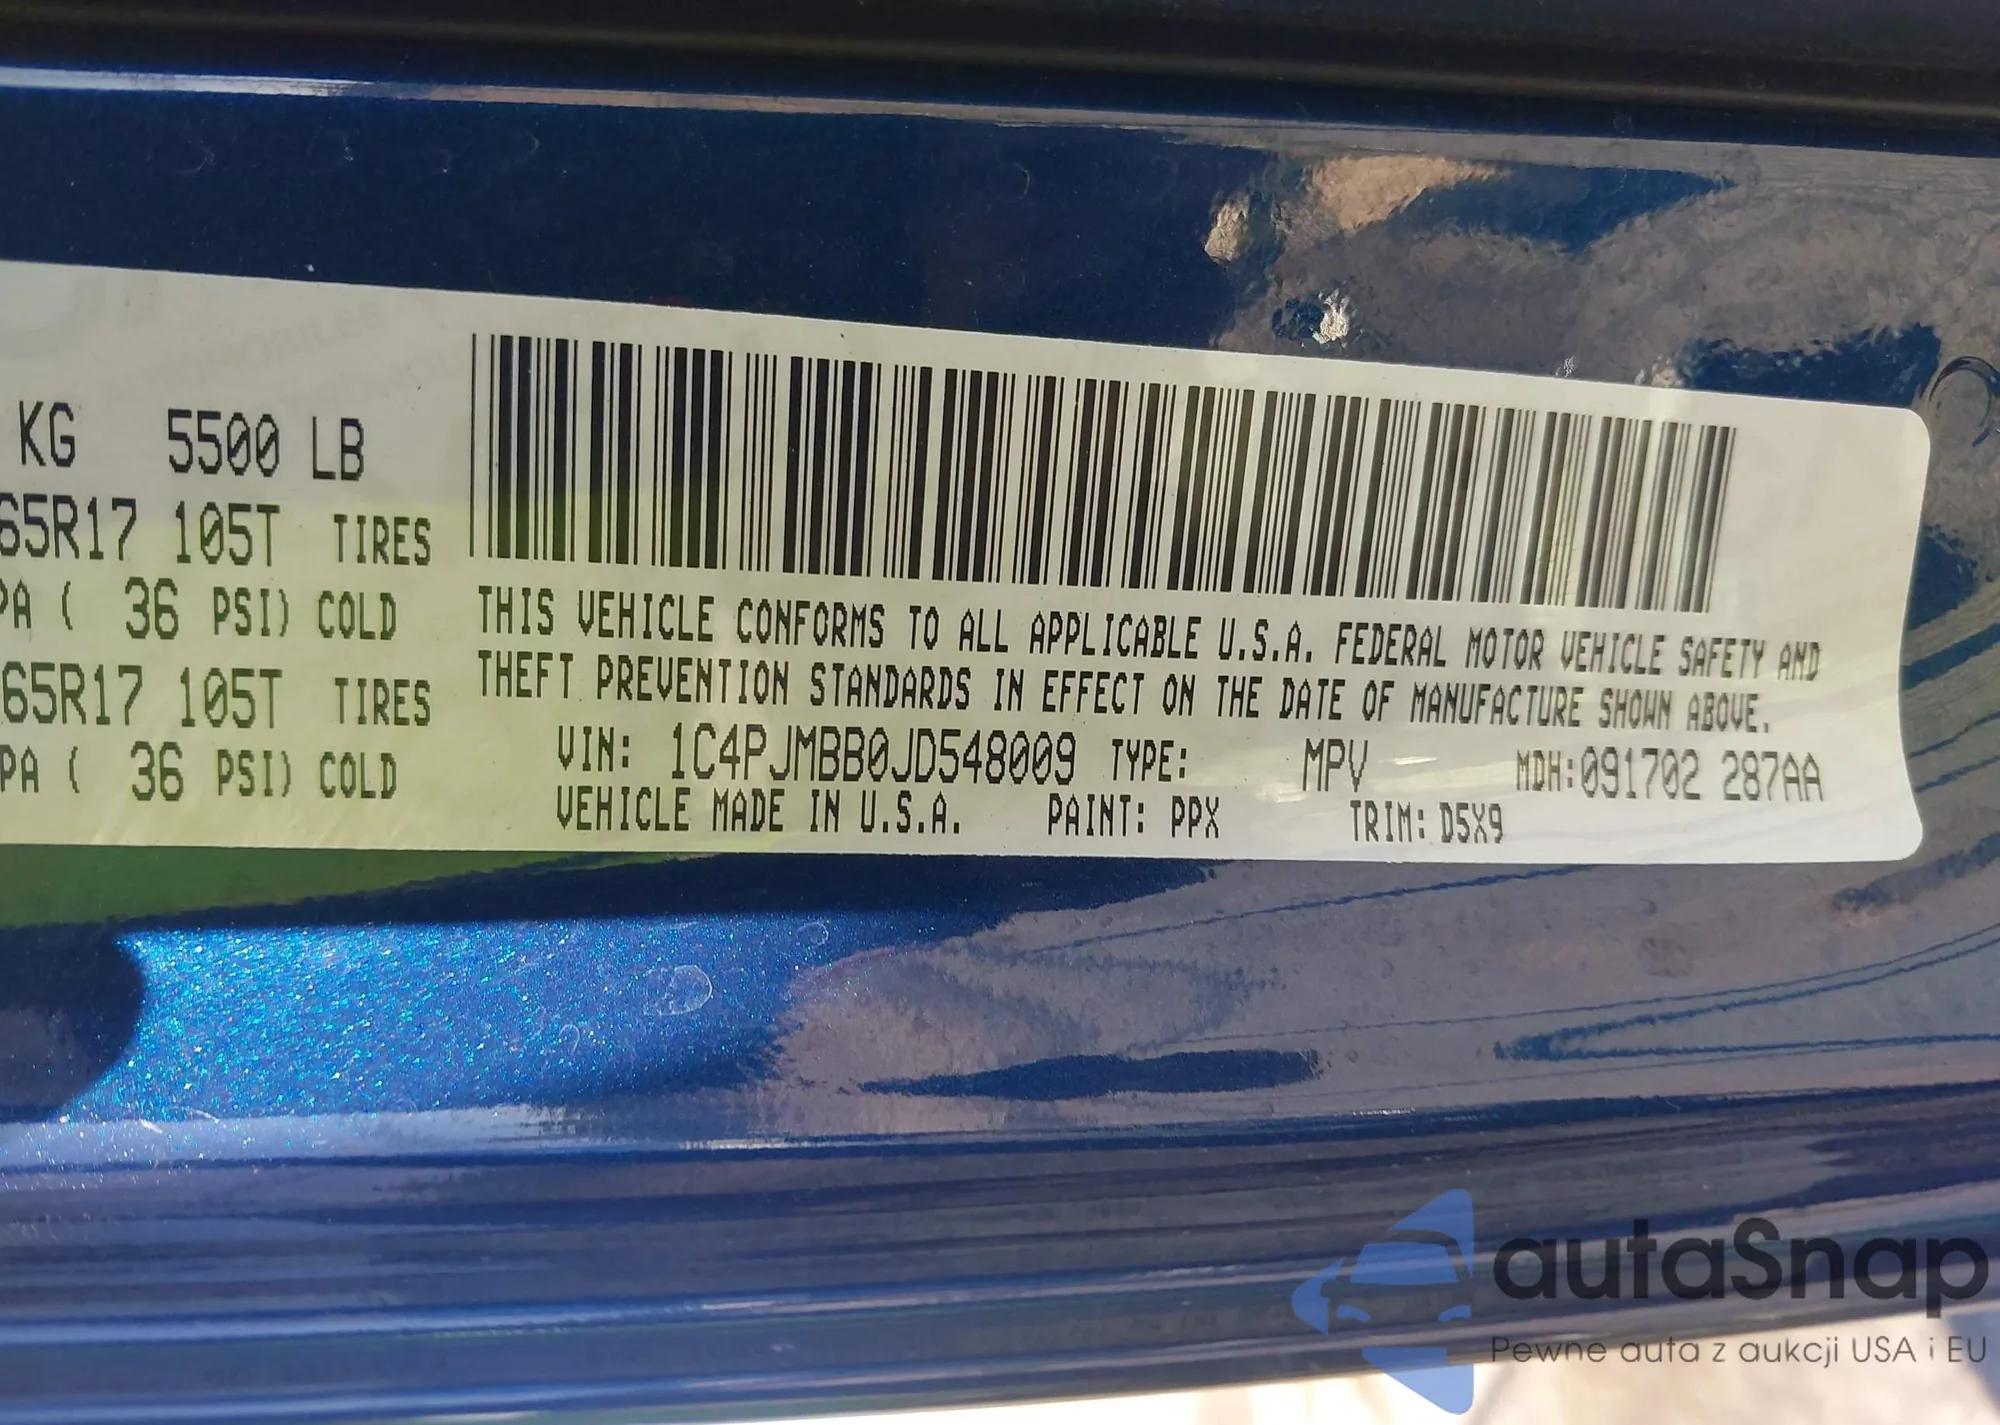 KG 5500 LB
65R17 105T TIRES
PA ( 36 PSI) COLD
65R17 105T TIRES
PA ( 36 PSI) COLD
THIS VEHICLE CONFORMS TO ALL APPLICABLE U.S.A. FEDERAL MOTOR VEHICLE SAFETY AND
THEFT PREVENTION STANDARDS IN EFFECT ON THE DATE OF MANUFACTURE SHOWN ABOVE.
VIN: 1C4PJMBB0JD548009 TYPE: MPV MDH:091702 287AA
VEHICLE MADE IN U.S.A. PAINT: PPX TRIM: D5X9
autaSnap
Pewne auta z aukcji USA i EU